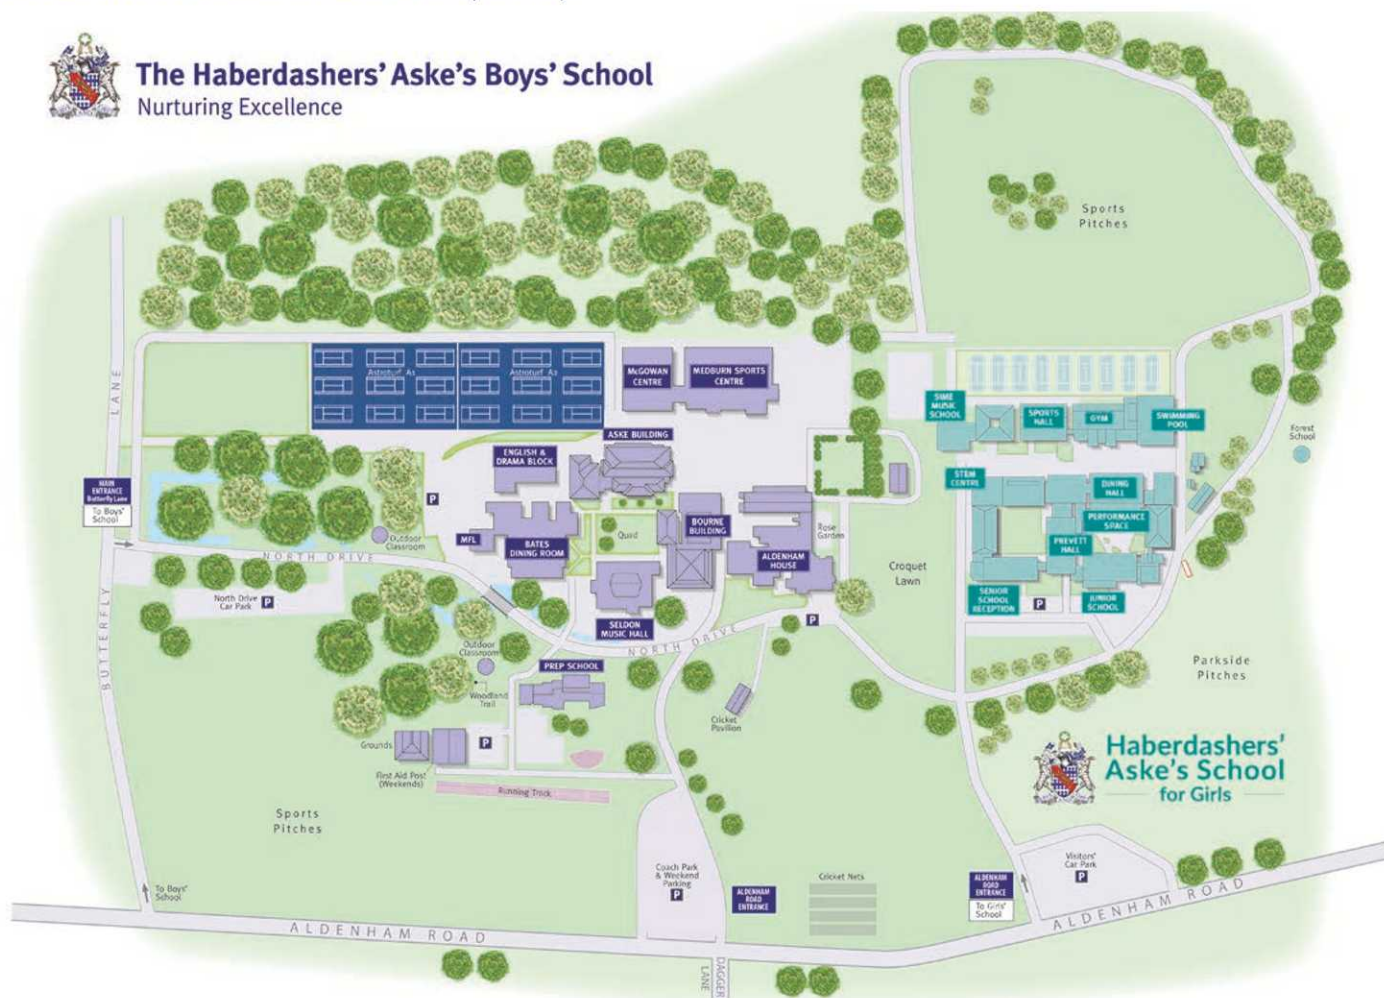 The Haberdashers' Aske's Boys' School
Nurturing Excellence
Sports
Pitches
BUTTERFLY LANE
Astroturf A1
Astroturf A2
McGOWAN
CENTRE
MEDBURN SPORTS
CENTRE
SIME
MUSIC
SCHOOL
SPORTS
HALL
GYM
SWIMMING
POOL
Forest
School
ASKE BUILDING
ENGLISH &
DRAMA BLOCK
MAIN
ENTRANCE
Butterfly Lane
To Boys'
School
P
STEM
CENTRE
DINING
HALL
PERFORMANCE
SPACE
PREVETT
HALL
Outdoor
Classroom
MFL
BATES
DINING ROOM
Quad
BOURNE
BUILDING
Rose
Garden
ALDENHAM
HOUSE
Croquet
Lawn
NORTH DRIVE
North Drive
Car Park P
SENIOR
SCHOOL
RECEPTION
P
JUNIOR
SCHOOL
SELDON
MUSIC HALL
NORTH DRIVE
P
Outdoor
Classroom
PREP SCHOOL
Woodland
Trail
Parkside
Pitches
Cricket
Pavilion
Grounds
P
First Aid Post
(Weekends)
Running Track
Haberdashers'
Aske's School
for Girls
Sports
Pitches
To Boys'
School
Coach Park
& Weekend
Parking
P
ALDENHAM
ROAD
ENTRANCE
Cricket Nets
ALDENHAM
ROAD
ENTRANCE
To Girls'
School
Visitors'
Car Park
P
ALDENHAM ROAD
ALDENHAM ROAD
DAGGER
LANE